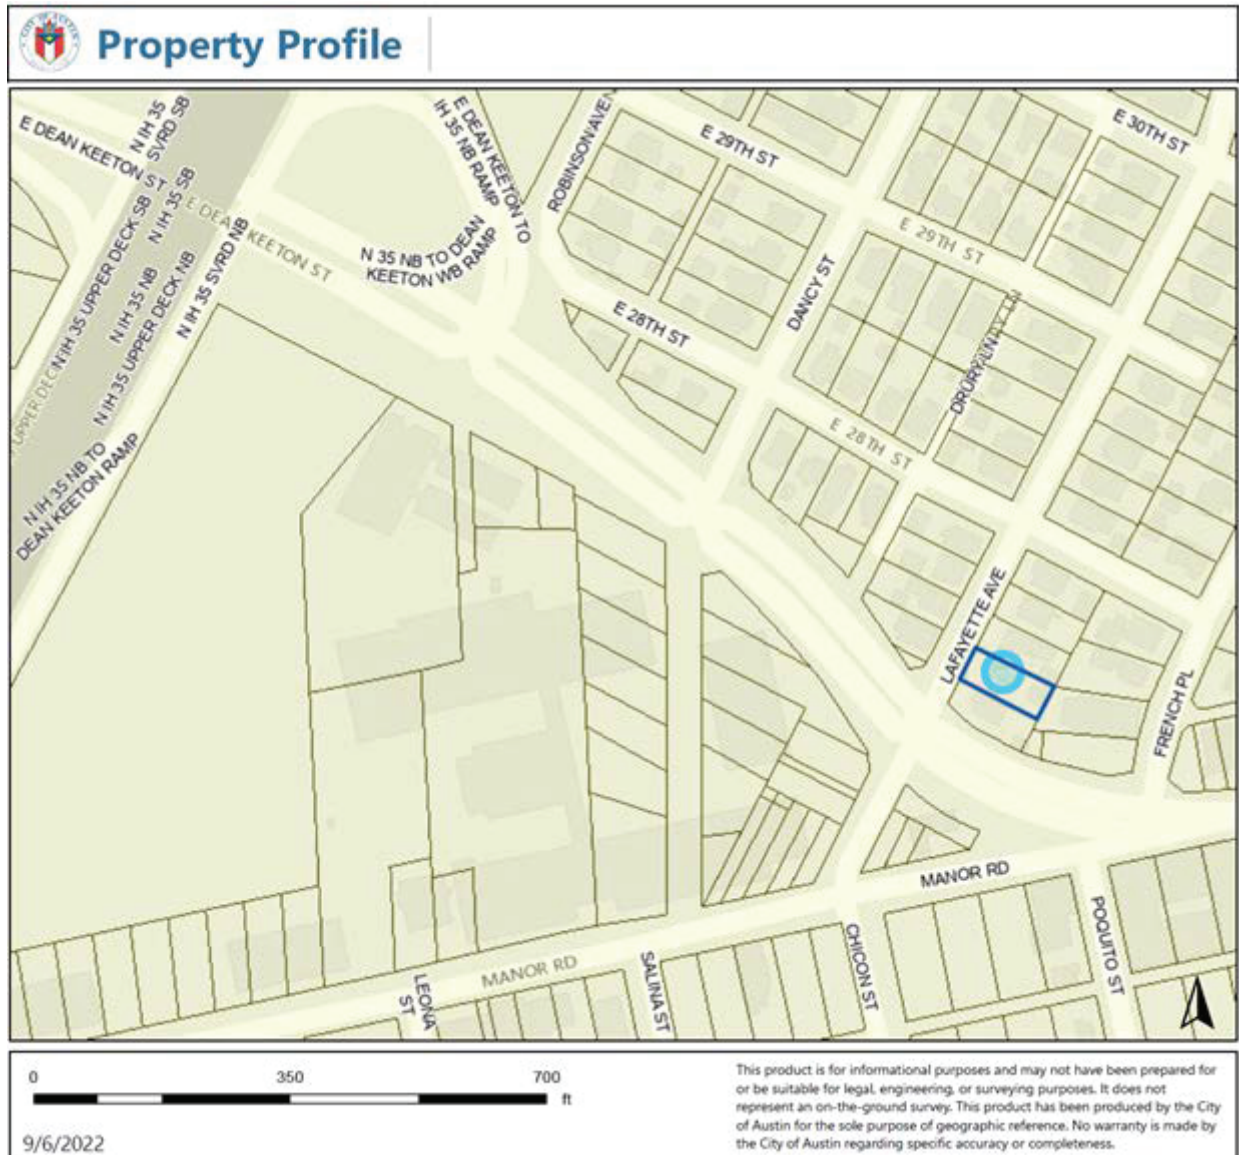 CITY OF AUSTIN
Property Profile
N IH 35
SVRD SB
E DEAN KEETON ST
E DEAN KEETON ST
N IH 35 SB
N IH 35 UPPER DECK SB
N IH 35 NB
N IH 35 UPPER DECK NB
N IH 35 SVRD NB
N IH 35 NB TO
DEAN KEETON RAMP
E DEAN KEETON TO
IH 35 NB RAMP
N 35 NB TO DEAN
KEETON WB RAMP
E 29TH ST
E 30TH ST
E 29TH ST
E 28TH ST
DANCY ST
E 28TH ST
LAFAYETTE AVE
FRENCH PL
MANOR RD
MANOR RD
LEONA
ST
SALINA ST
CHICON ST
POQUITO ST
0 350 700
ft
9/6/2022
This product is for informational purposes and may not have been prepared for
or be suitable for legal, engineering, or surveying purposes. It does not
represent an on-the-ground survey. This product has been produced by the City
of Austin for the sole purpose of geographic reference. No warranty is made by
the City of Austin regarding specific accuracy or completeness.